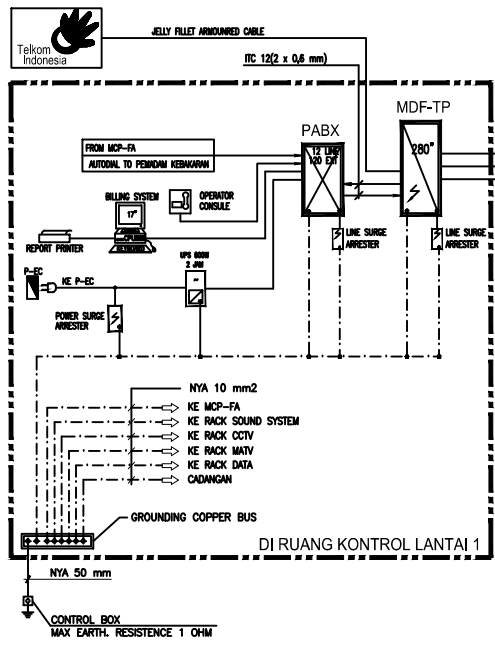 Telkom
Indonesia
JELLY FILLET ARMOUNRED CABLE
ITC 12(2 x 0,6 mm)
MDF-TP
PABX
12 LINE
120 EXT
280"
FROM MCP-FA
AUTODIAL TO PEMADAM KEBAKARAN
BILLING SYSTEM
17"
CPU
KEYBOARD
OPERATOR
CONSULE
REPORT PRINTER
LINE SURGE
ARRESTER
LINE SURGE
ARRESTER
UPS 600W
2 JAM
P-EC
KE P-EC
~
POWER SURGE
ARRESTER
NYA 10 mm2
KE MCP-FA
KE RACK SOUND SYSTEM
KE RACK CCTV
KE RACK MATV
KE RACK DATA
CADANGAN
GROUNDING COPPER BUS
DI RUANG KONTROL LANTAI 1
NYA 50 mm
CONTROL BOX
MAX EARTH. RESISTENCE 1 OHM